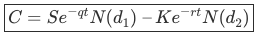 C = Se^{-qt}N(d_1) – Ke^{-rt}N(d_2)